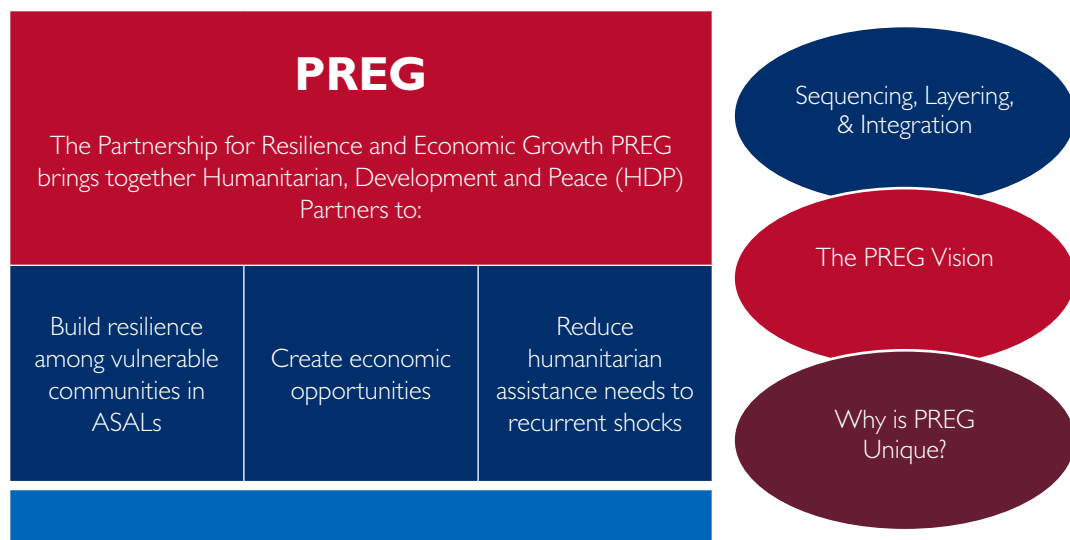 PREG
The Partnership for Resilience and Economic Growth PREG
brings together Humanitarian, Development and Peace (HDP)
Partners to:
Build resilience
among vulnerable
communities in
ASALs
Create economic
opportunities
Reduce
humanitarian
assistance needs to
recurrent shocks
Sequencing, Layering,
& Integration
The PREG Vision
Why is PREG
Unique?